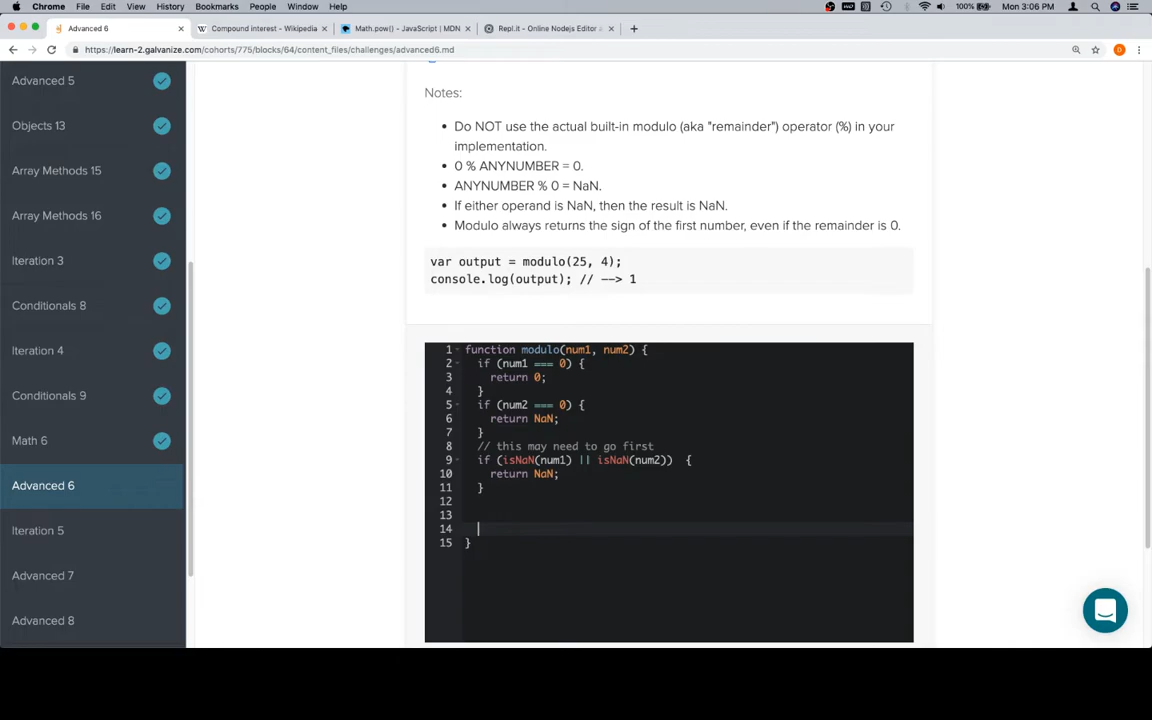 Chrome File Edit View History Bookmarks People Window Help 100% Mon 3:06 PM
Advanced 6 Compound interest - Wikipedia Math.pow() - JavaScript | MDN Repl.it - Online Nodejs Editor a
https://learn-2.galvanize.com/cohorts/775/blocks/64/content_files/challenges/advanced6.md
Advanced 5
Objects 13
Array Methods 15
Array Methods 16
Iteration 3
Conditionals 8
Iteration 4
Conditionals 9
Math 6
Advanced 6
Iteration 5
Advanced 7
Advanced 8
Notes:
• Do NOT use the actual built-in modulo (aka "remainder") operator (%) in your
implementation.
• 0 % ANYNUMBER = 0.
• ANYNUMBER % 0 = NaN.
• If either operand is NaN, then the result is NaN.
• Modulo always returns the sign of the first number, even if the remainder is 0.
var output = modulo(25, 4);
console.log(output); // --> 1
1 function modulo(num1, num2) {
2 if (num1 === 0) {
3 return 0;
4 }
5 if (num2 === 0) {
6 return NaN;
7 }
8 // this may need to go first
9 if (isNaN(num1) || isNaN(num2)) {
10 return NaN;
11 }
12
13
14
15 }